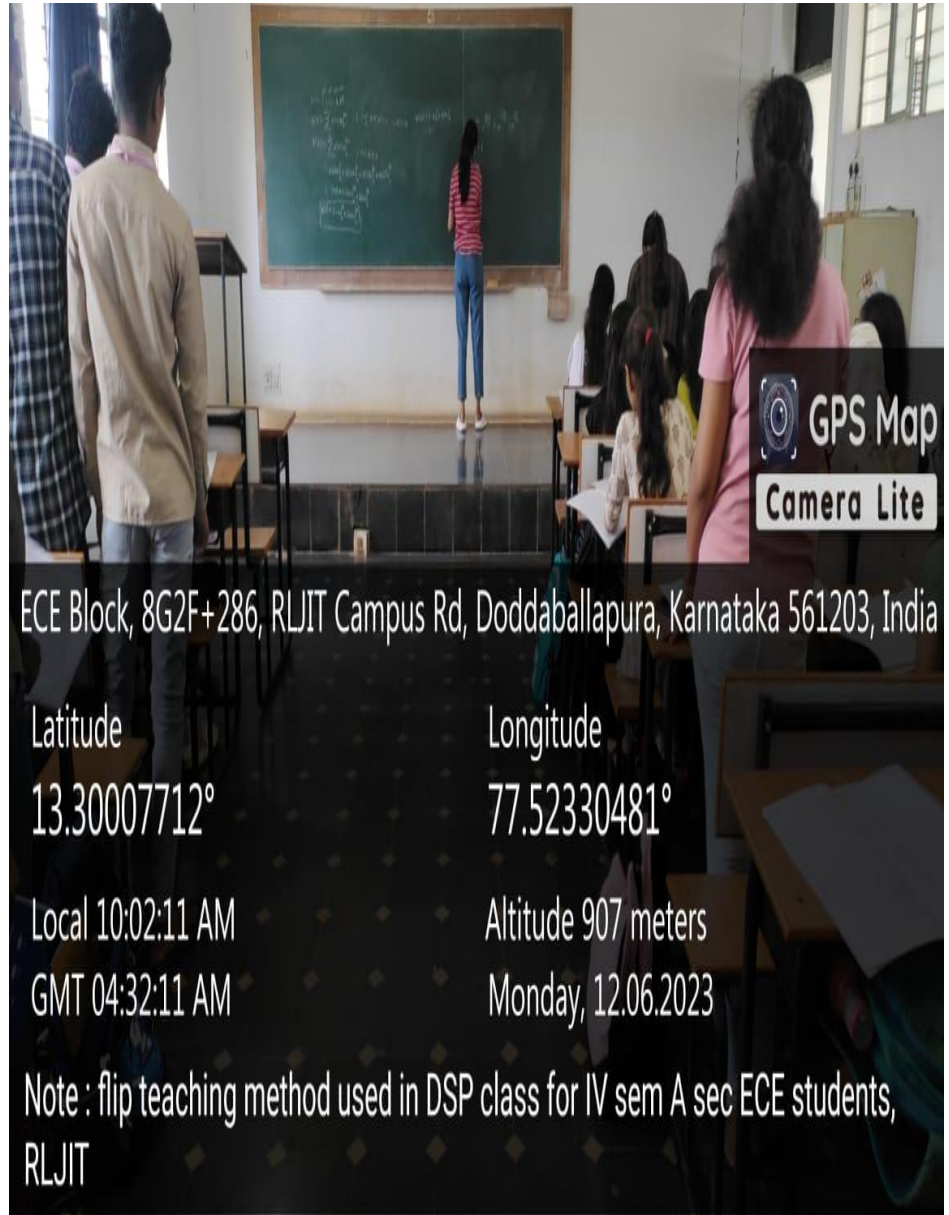 GPS Map
Camera Lite
ECE Block, 8G2F+286, RLJIT Campus Rd, Doddaballapura, Karnataka 561203, India
Latitude
13.30007712°
Longitude
77.52330481°
Local 10:02:11 AM
GMT 04:32:11 AM
Altitude 907 meters
Monday, 12.06.2023
Note : flip teaching method used in DSP class for IV sem A sec ECE students,
RLJIT